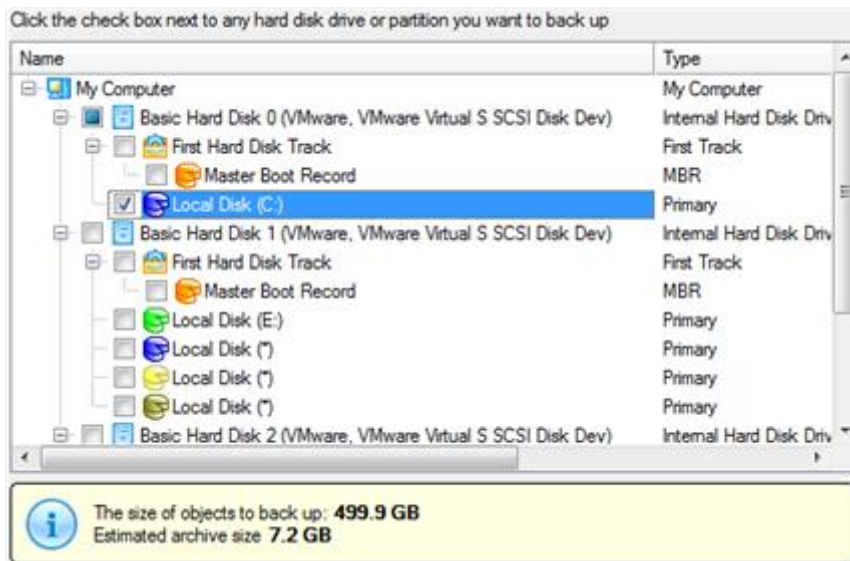 Click the check box next to any hard disk drive or partition you want to back up
Name Type
My Computer My Computer
Basic Hard Disk 0 (VMware, VMware Virtual S SCSI Disk Dev) Internal Hard Disk Driv
First Hard Disk Track First Track
Master Boot Record MBR
Local Disk (C:) Primary
Basic Hard Disk 1 (VMware, VMware Virtual S SCSI Disk Dev) Internal Hard Disk Driv
First Hard Disk Track First Track
Master Boot Record MBR
Local Disk (E:) Primary
Local Disk (*) Primary
Local Disk (*) Primary
Local Disk (*) Primary
Basic Hard Disk 2 (VMware, VMware Virtual S SCSI Disk Dev) Internal Hard Disk Driv
The size of objects to back up: 499.9 GB
Estimated archive size 7.2 GB